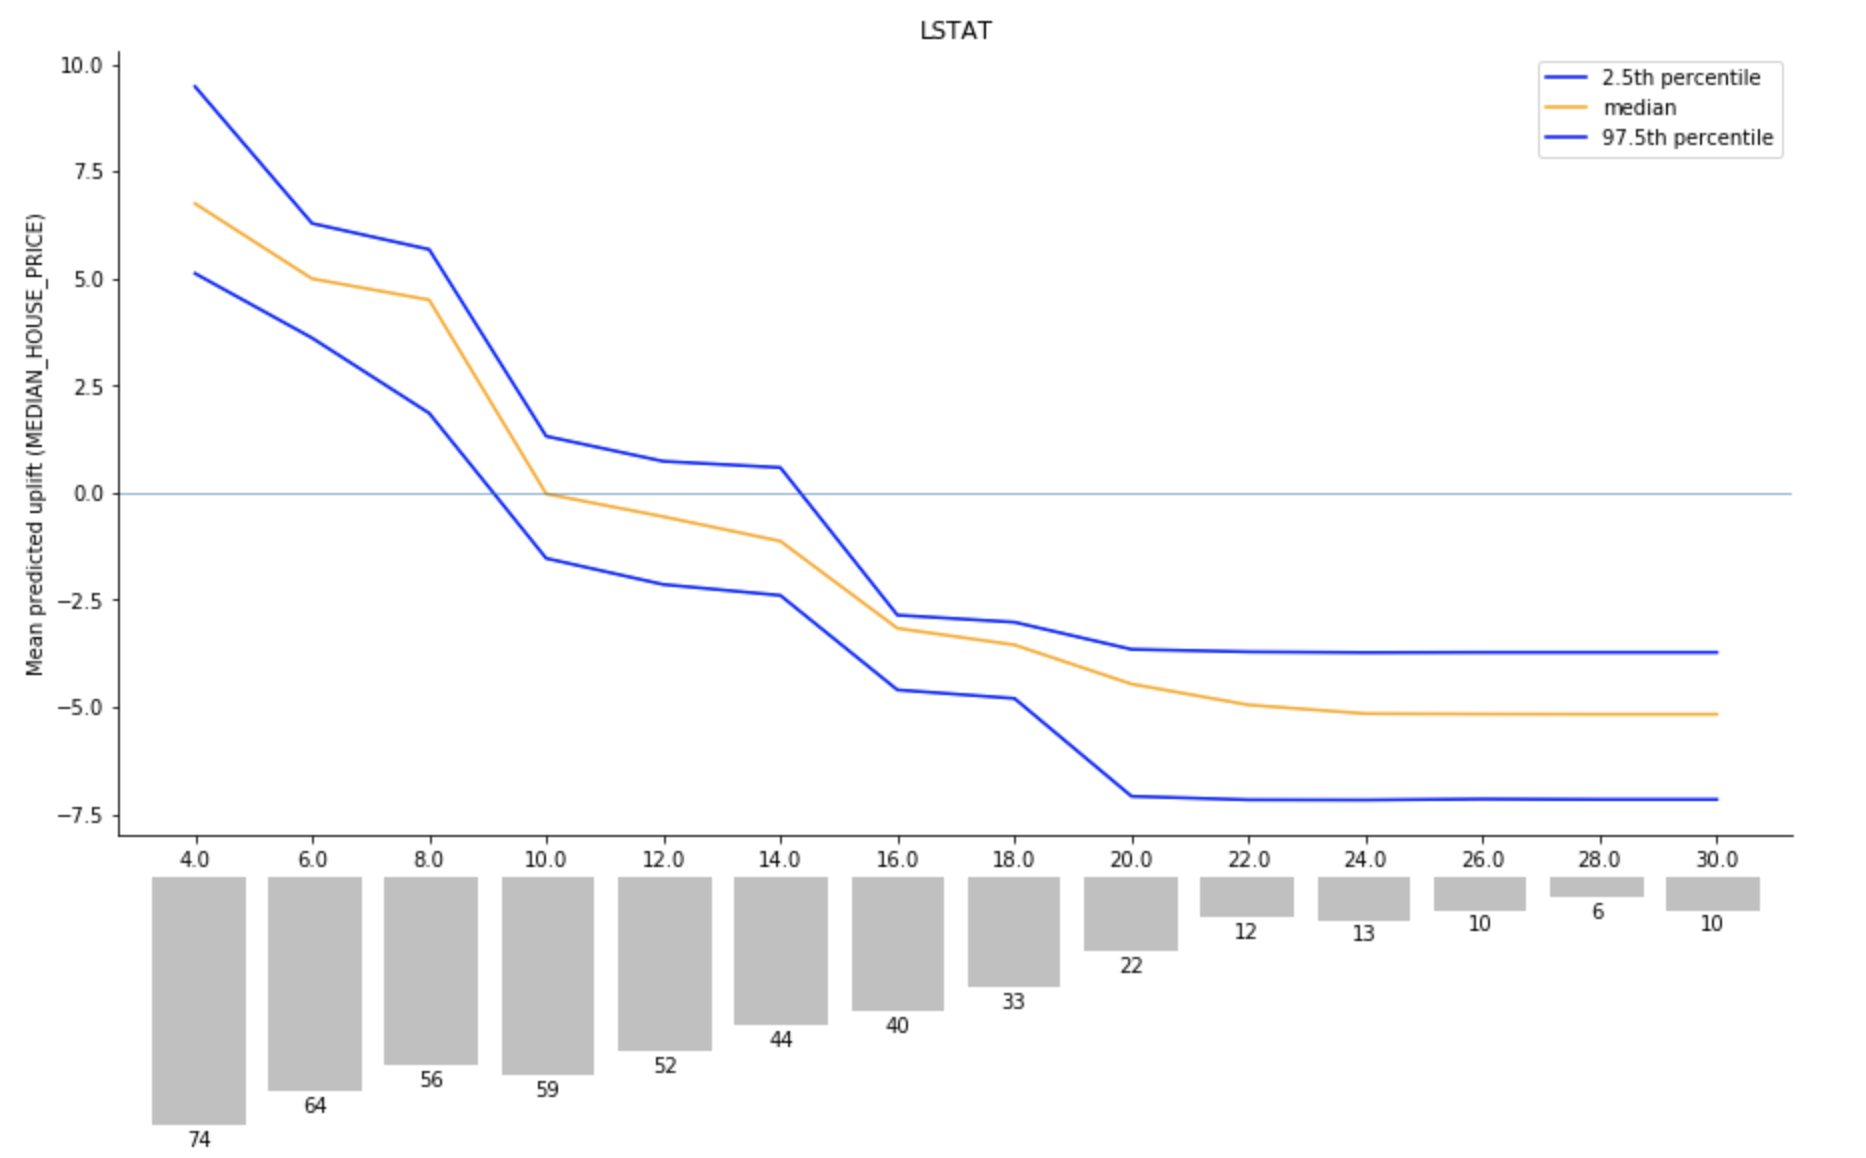 LSTAT
10.0
7.5
5.0
2.5
0.0
−2.5
−5.0
−7.5
Mean predicted uplift (MEDIAN_HOUSE_PRICE)
2.5th percentile
median
97.5th percentile
4.0 6.0 8.0 10.0 12.0 14.0 16.0 18.0 20.0 22.0 24.0 26.0 28.0 30.0
74 64 56 59 52 44 40 33 22 12 13 10 6 10